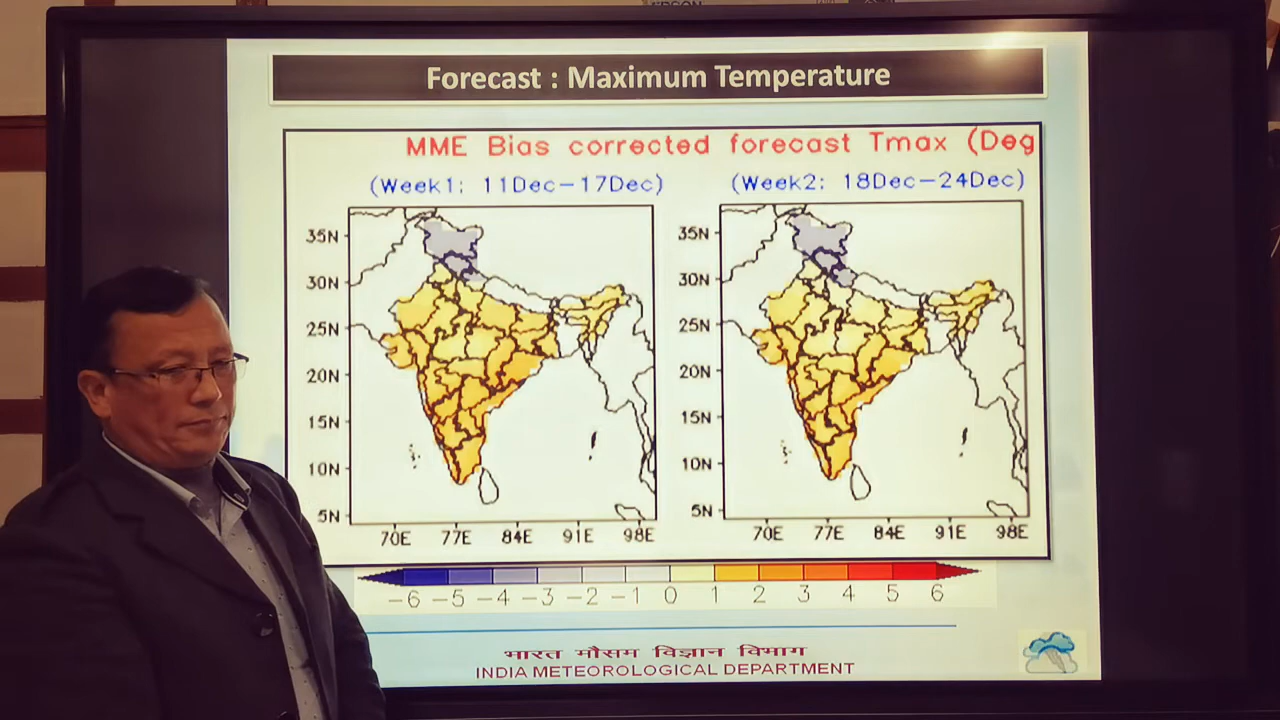 Forecast : Maximum Temperature
MME Bias corrected forecast Tmax (Deg
(Week1: 11Dec-17Dec)
(Week2: 18Dec-24Dec)
35N
30N
25N
20N
15N
10N
5N
70E 77E 84E 91E 98E
35N
30N
25N
20N
15N
10N
5N
70E 77E 84E 91E 98E
-6 -5 -4 -3 -2 -1 0 1 2 3 4 5 6
भारत मौसम विज्ञान विभाग
INDIA METEOROLOGICAL DEPARTMENT